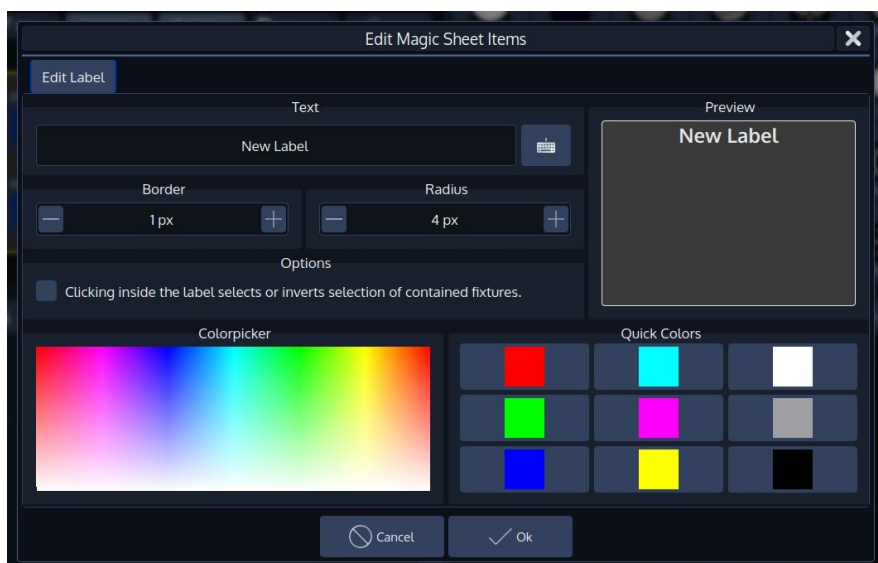 Edit Magic Sheet Items
Edit Label
Text
New Label
Preview
New Label
Border
1 px
Radius
4 px
Options
Clicking inside the label selects or inverts selection of contained fixtures.
Colorpicker
Quick Colors
Cancel
Ok